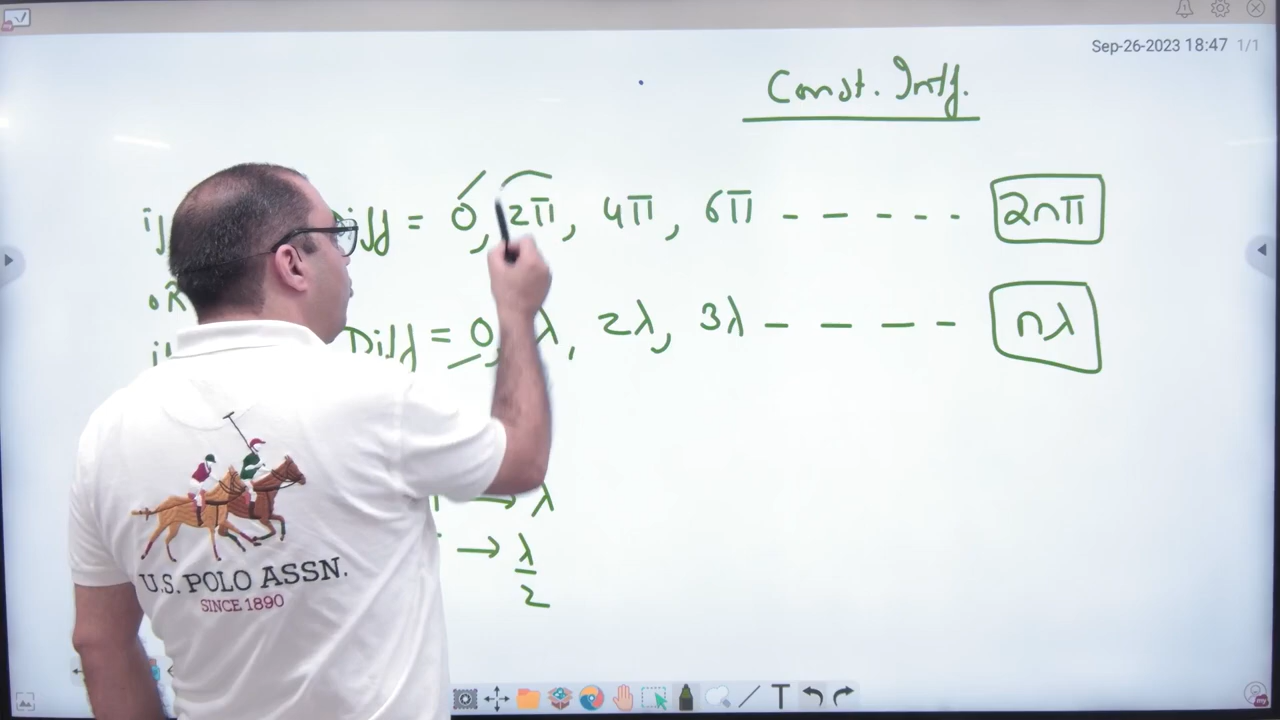 Sep-26-2023 18:47 1/1
Const. Intf.
Diff = 0, 2π, 4π, 6π - - - - - 2nπ
OR
Diff = 0, λ, 2λ, 3λ - - - - nλ
→ λ
→ λ/2
U.S. POLO ASSN.
SINCE 1890